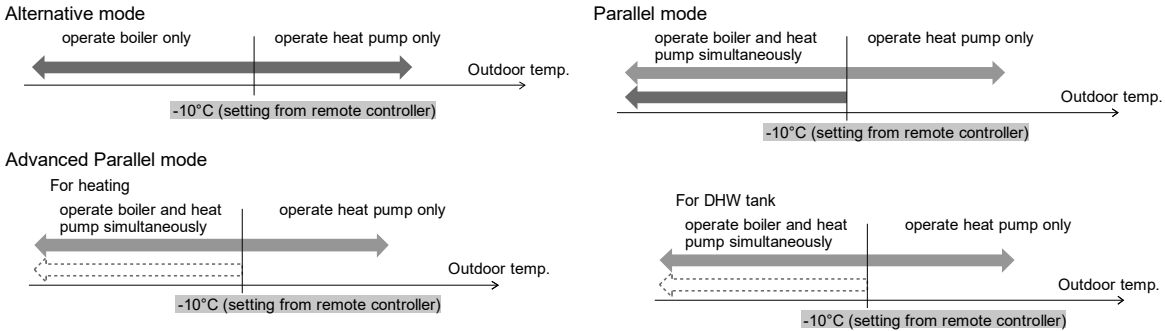 Alternative mode
operate boiler only
operate heat pump only
Outdoor temp.
-10°C (setting from remote controller)
Parallel mode
operate boiler and heat
pump simultaneously
operate heat pump only
Outdoor temp.
-10°C (setting from remote controller)
Advanced Parallel mode
For heating
operate boiler and heat
pump simultaneously
operate heat pump only
Outdoor temp.
-10°C (setting from remote controller)
For DHW tank
operate boiler and heat
pump simultaneously
operate heat pump only
Outdoor temp.
-10°C (setting from remote controller)